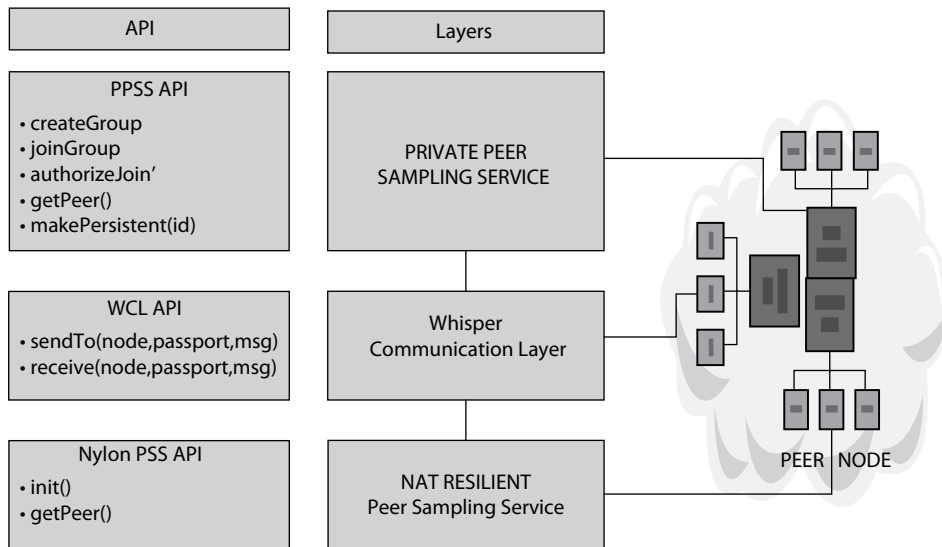 API
Layers
PPSS API
• createGroup
• joinGroup
• authorizeJoin’
• getPeer()
• makePersistent(id)
PRIVATE PEER
SAMPLING SERVICE
WCL API
• sendTo(node,passport,msg)
• receive(node,passport,msg)
Whisper
Communication Layer
Nylon PSS API
• init()
• getPeer()
NAT RESILIENT
Peer Sampling Service
PEER NODE